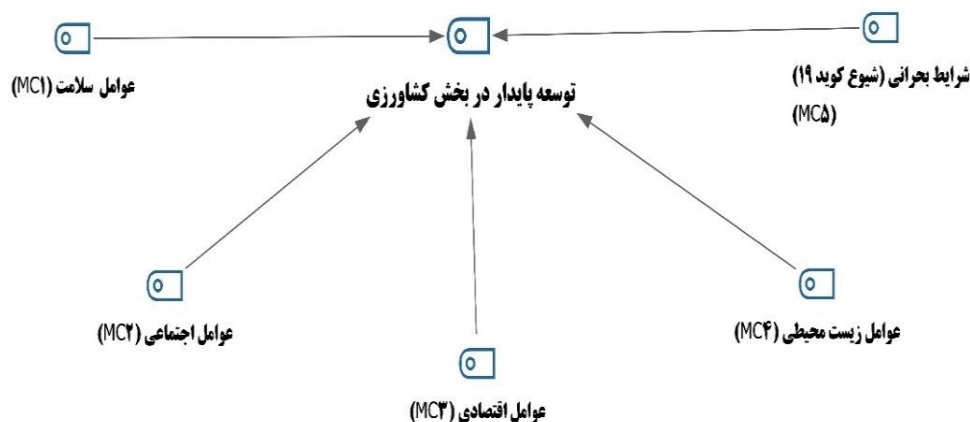 عوامل سلامت (MC۱)
توسعه پایدار در بخش کشاورزی
شرایط بحرانی (شیوع کوید ۱۹)
(MC۵)
عوامل اجتماعی (MC۲)
عوامل زیست محیطی (MC۴)
عوامل اقتصادی (MC۳)